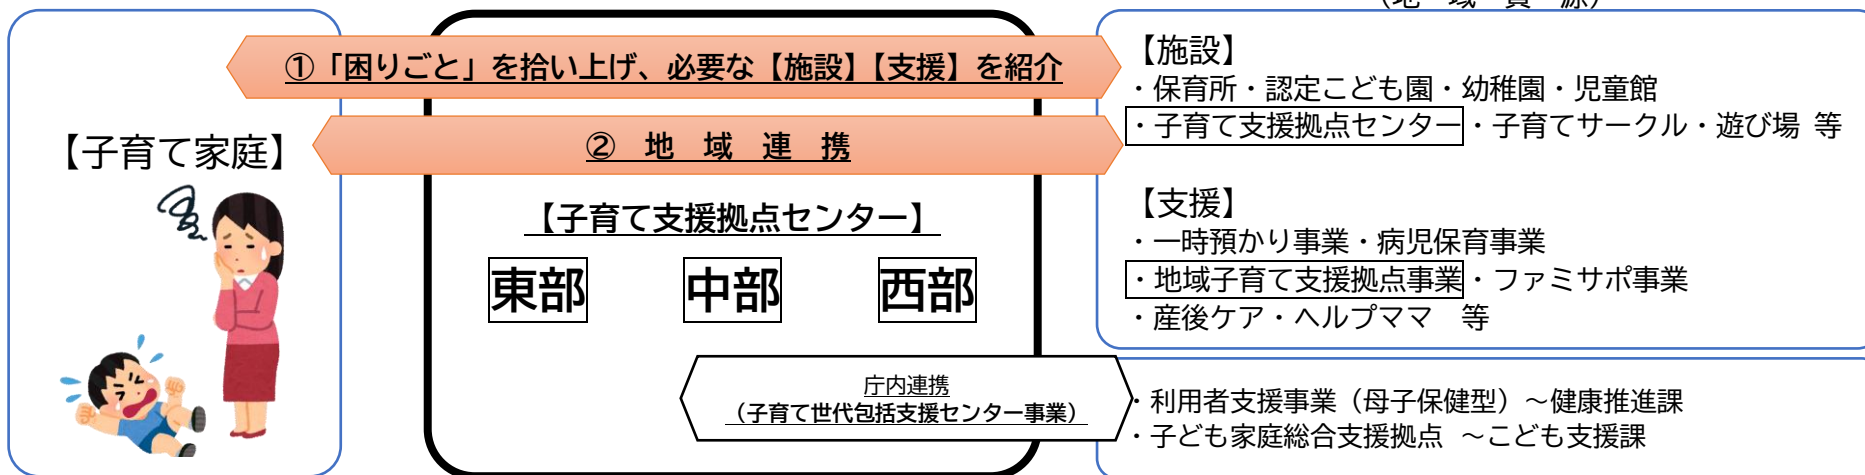 （地　域　資　源）
①「困りごと」を拾い上げ、必要な【施設】【支援】を紹介
②　地　域　連　携
【子育て家庭】
【子育て支援拠点センター】
東部
中部
西部
庁内連携
（子育て世代包括支援センター事業）
【施設】
・保育所・認定こども園・幼稚園・児童館
・子育て支援拠点センター・子育てサークル・遊び場 等
【支援】
・一時預かり事業・病児保育事業
・地域子育て支援拠点事業・ファミサポ事業
・産後ケア・ヘルプママ　等
・利用者支援事業（母子保健型）～健康推進課
・子ども家庭総合支援拠点 ～こども支援課